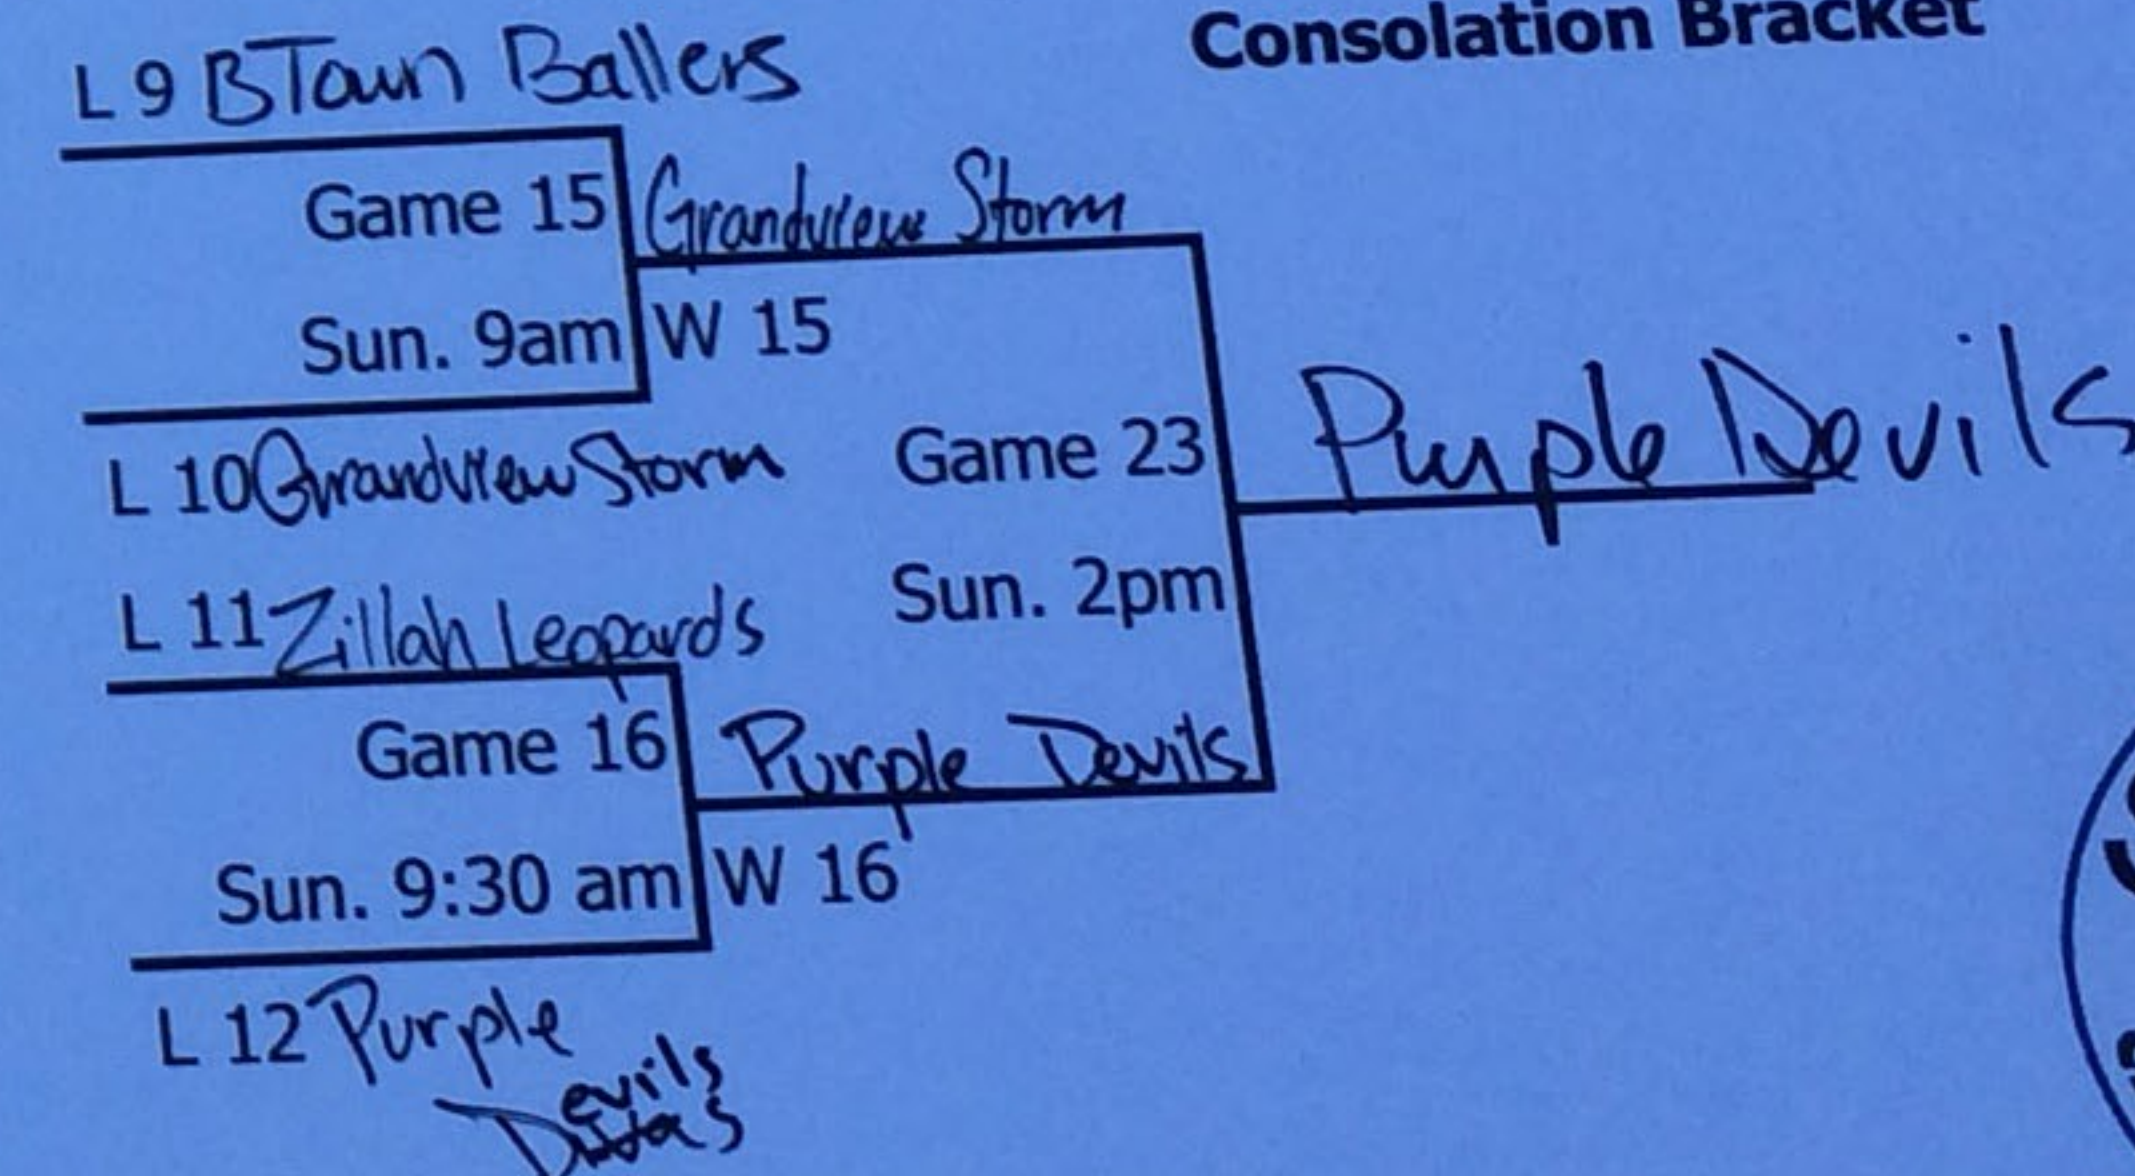 Consolation Bracket
L 9 BTown Ballers
Game 15
Grandview Storm
Sun. 9am
W 15
L 10 Grandview Storm
Game 23
Purple Devils
Sun. 2pm
L 11 Zillah Leopards
Game 16
Purple Devils
Sun. 9:30 am
W 16
L 12 Purple
evils
D